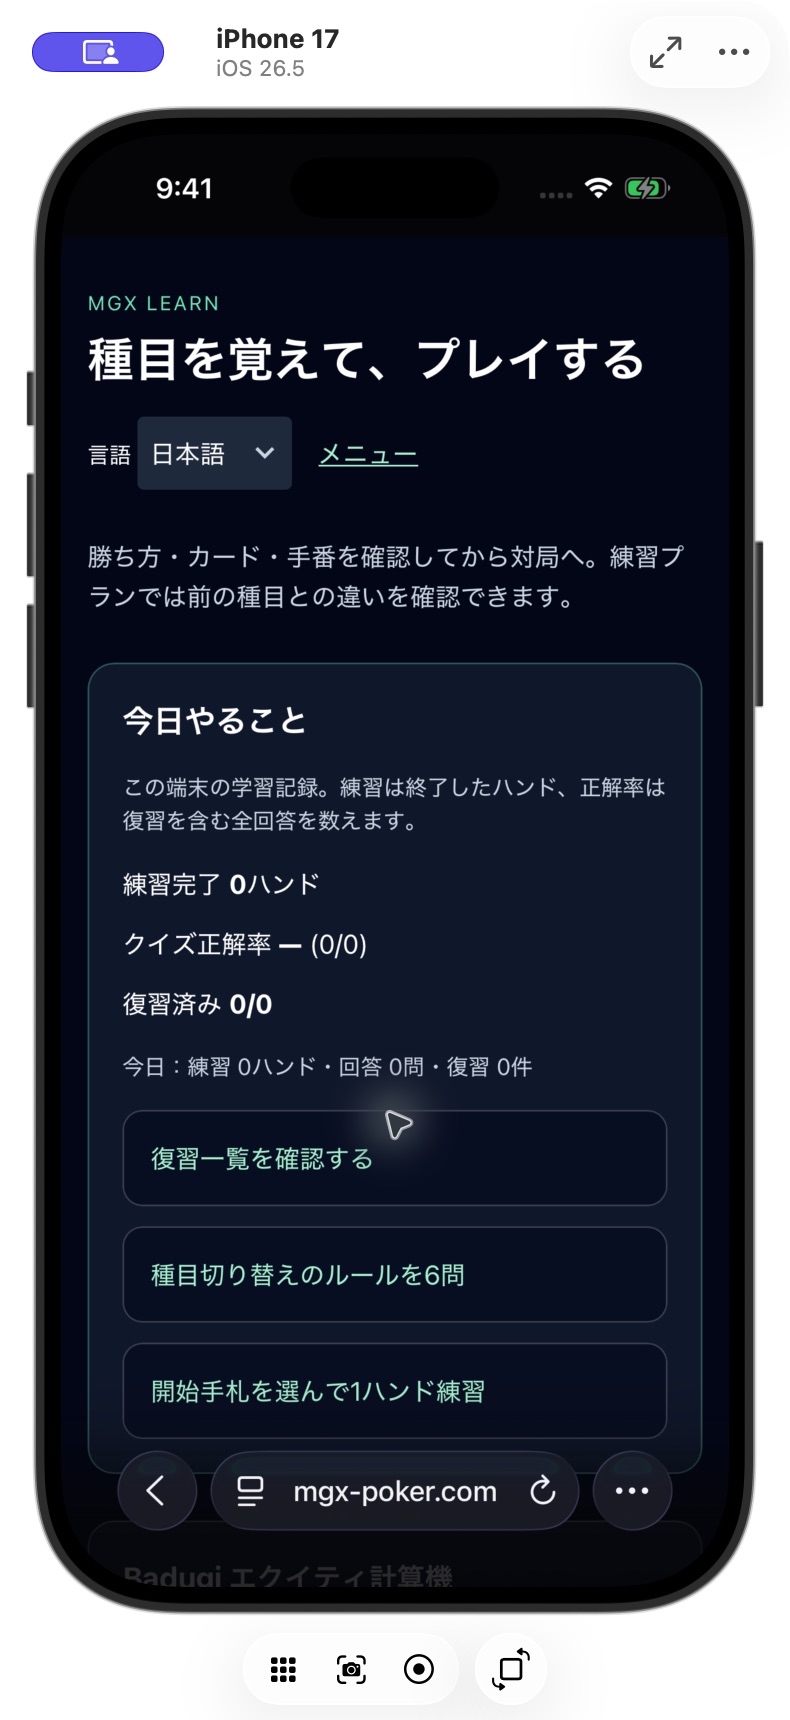 iPhone 17
iOS 26.5
9:41
MGX LEARN
種目を覚えて、プレイする
言語 日本語 メニュー
勝ち方・カード・手番を確認してから対局へ。練習プ
ランでは前の種目との違いを確認できます。
今日やること
この端末の学習記録。練習は終了したハンド、正解率は
復習を含む全回答を数えます。
練習完了 0ハンド
クイズ正解率 — (0/0)
復習済み 0/0
今日：練習 0ハンド・回答 0問・復習 0件
復習一覧を確認する
種目切り替えのルールを6問
開始手札を選んで1ハンド練習
mgx-poker.com
Badugi エクイティ計算機